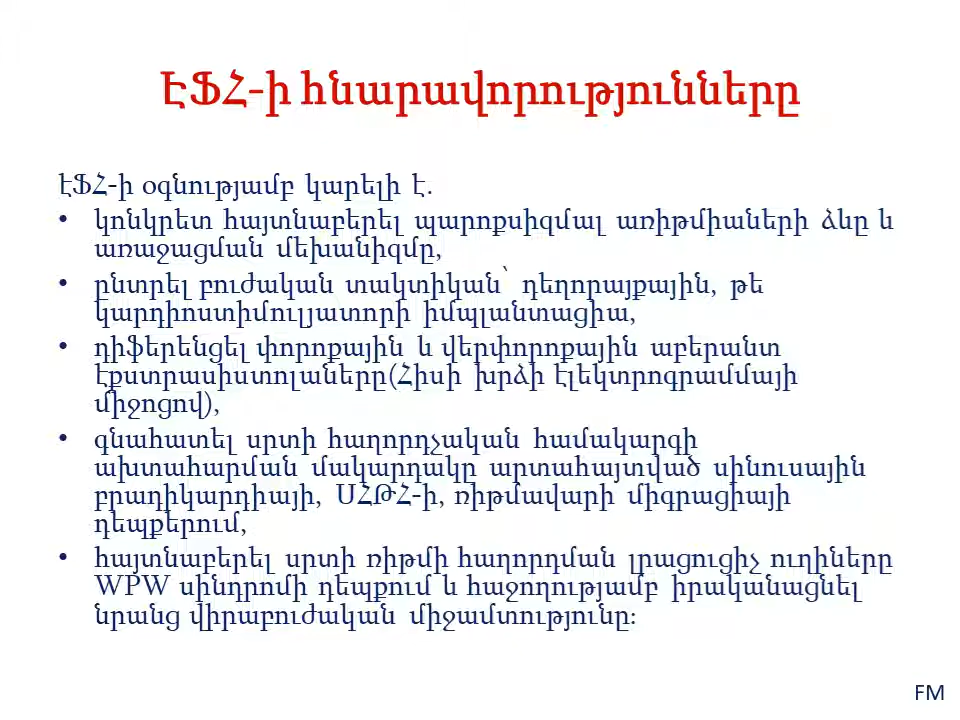 ԷՖՀ-ի հնարավորությունները
ԷՖՀ-ի օգնությամբ կարելի է.
• կոնկրետ հայտնաբերել պարոքսիզմալ առիթմիաների ձևը և
առաջացման մեխանիզմը,
• ընտրել բուժական տակտիկան՝ դեղորայքային, թե
կարդիոստիմուլյատորի իմպլանտացիա,
• դիֆերենցել փորոքային և վերփորոքային աբերանտ
էքստրասիստոլաները(Հիսի խրձի էլեկտրոգրամմայի
միջոցով),
• գնահատել սրտի հաղորդչական համակարգի
ախտահարման մակարդակը արտահայտված սինուսային
բրադիկարդիայի, ՍՀԹՀ-ի, ռիթմավարի միգրացիայի
դեպքերում,
• հայտնաբերել սրտի ռիթմի հաղորդման լրացուցիչ ուղիները
WPW սինդրոմի դեպքում և հաջողությամբ իրականացնել
նրանց վիրաբուժական միջամտությունը։
FM